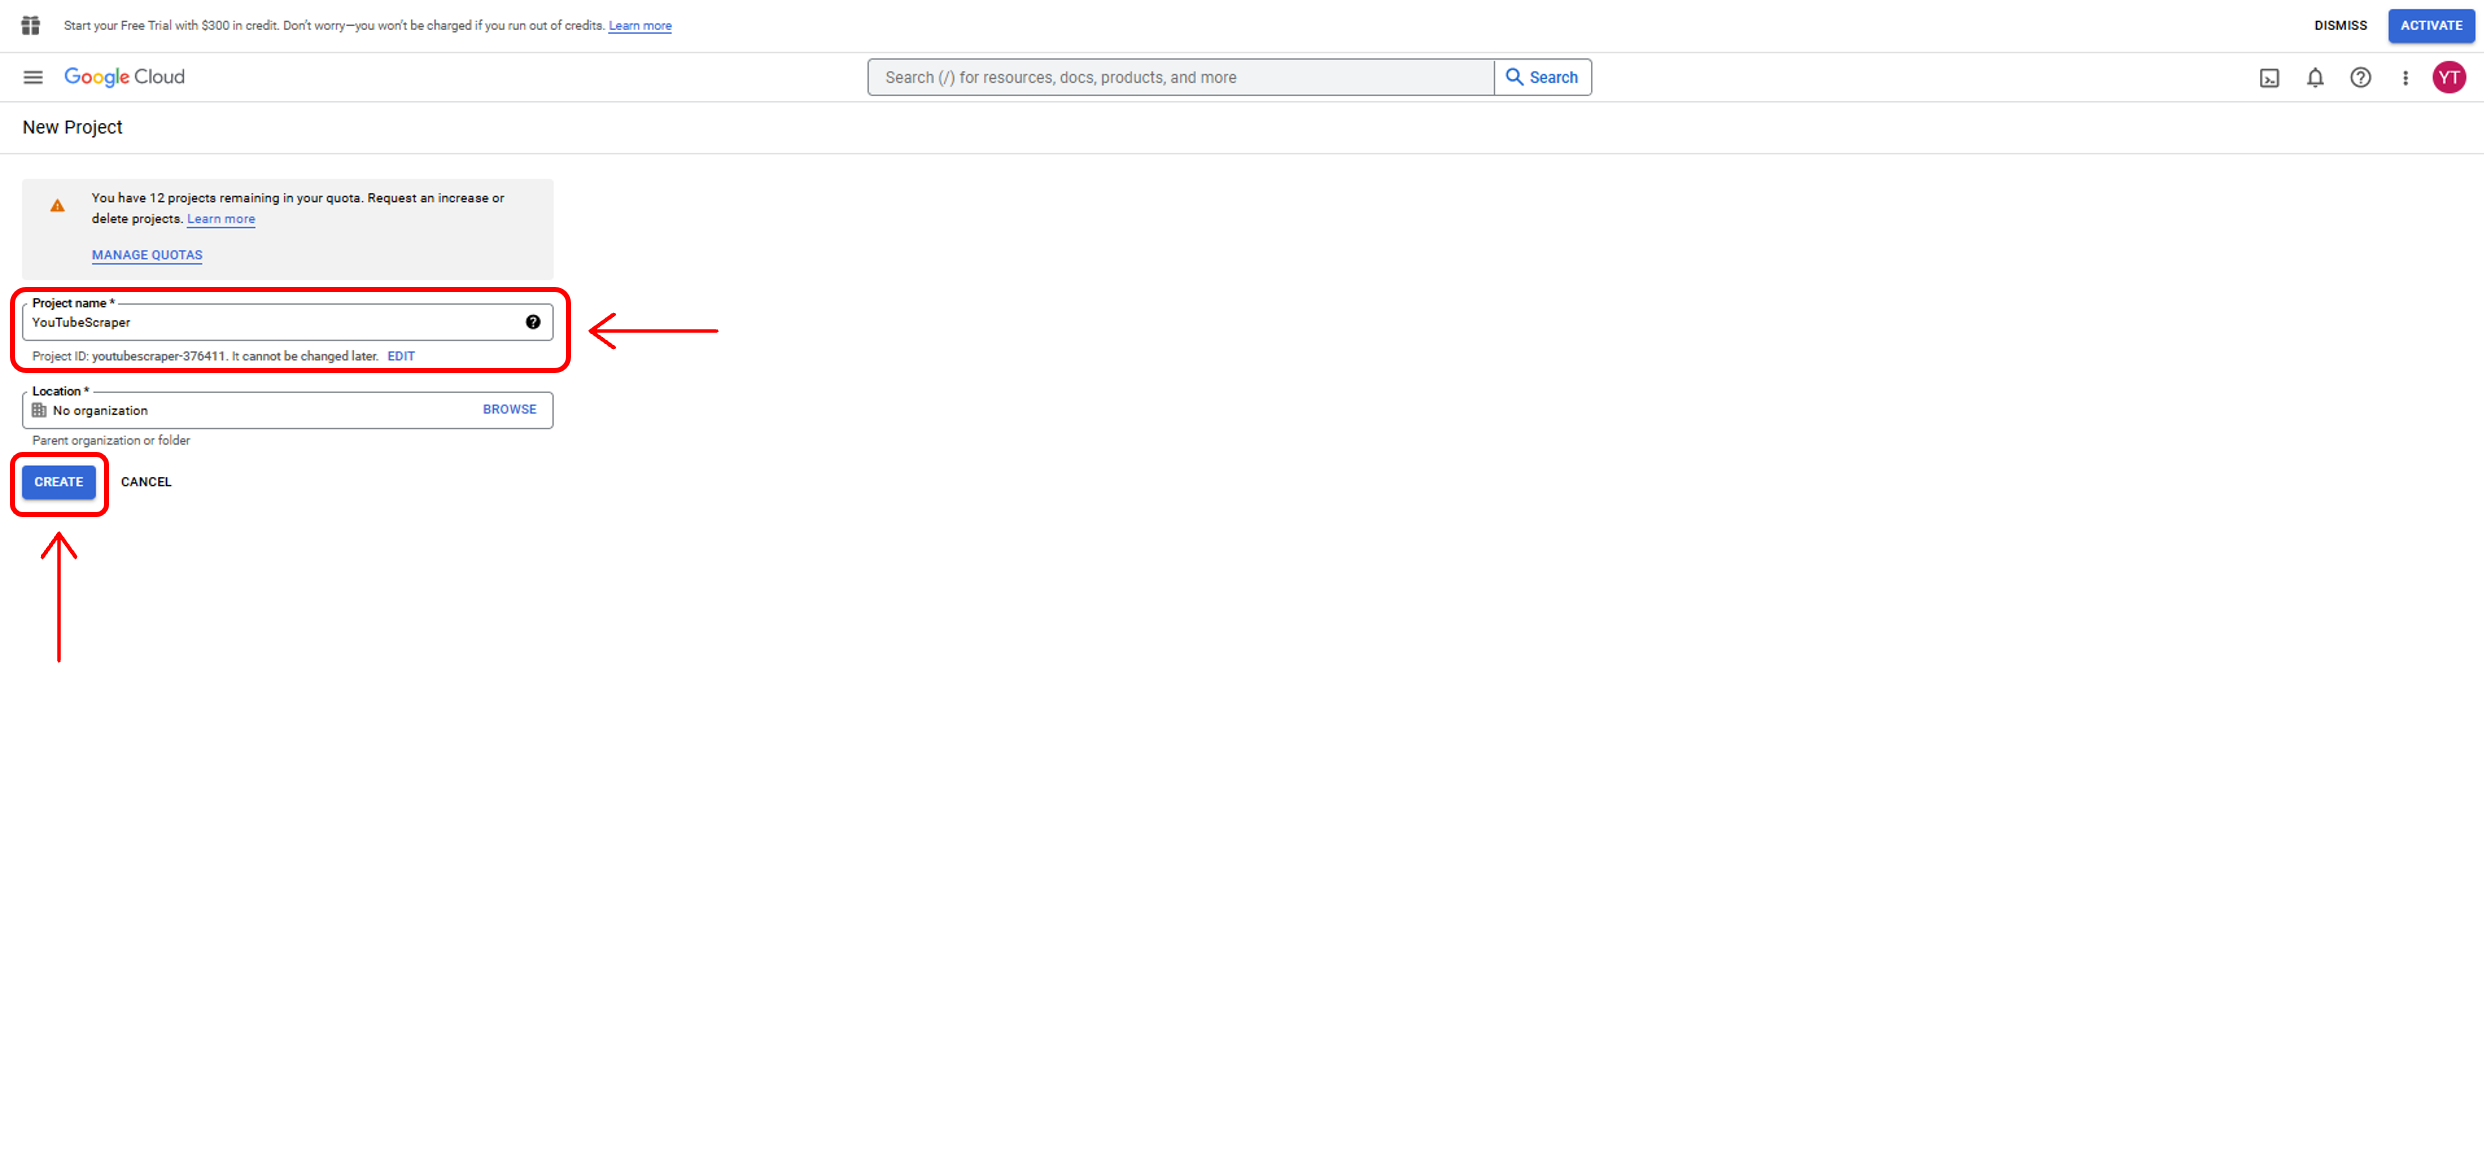 Start your Free Trial with $300 in credit. Don't worry—you won't be charged if you run out of credits. Learn more
DISMISS
ACTIVATE
Google Cloud
Search (/) for resources, docs, products, and more
Search
YT
New Project
You have 12 projects remaining in your quota. Request an increase or
delete projects. Learn more
MANAGE QUOTAS
Project name *
YouTubeScraper
Project ID: youtubescraper-376411. It cannot be changed later. EDIT
Location *
No organization
BROWSE
Parent organization or folder
CREATE
CANCEL